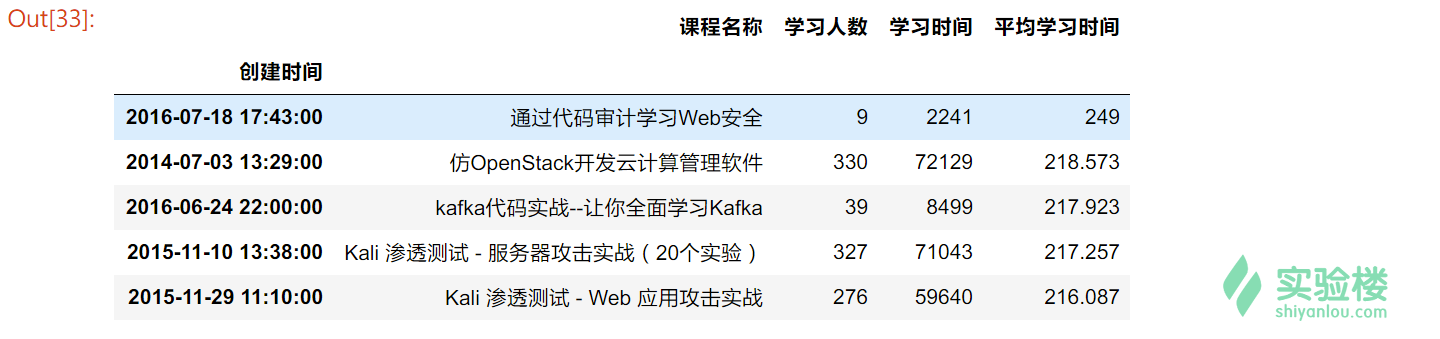 Out[33]:
课程名称 学习人数 学习时间 平均学习时间
创建时间
2016-07-18 17:43:00 通过代码审计学习Web安全 9 2241 249
2014-07-03 13:29:00 仿OpenStack开发云计算管理软件 330 72129 218.573
2016-06-24 22:00:00 kafka代码实战--让你全面学习Kafka 39 8499 217.923
2015-11-10 13:38:00 Kali 渗透测试 - 服务器攻击实战（20个实验） 327 71043 217.257
2015-11-29 11:10:00 Kali 渗透测试 - Web 应用攻击实战 276 59640 216.087
实验楼
shiyanlou.com